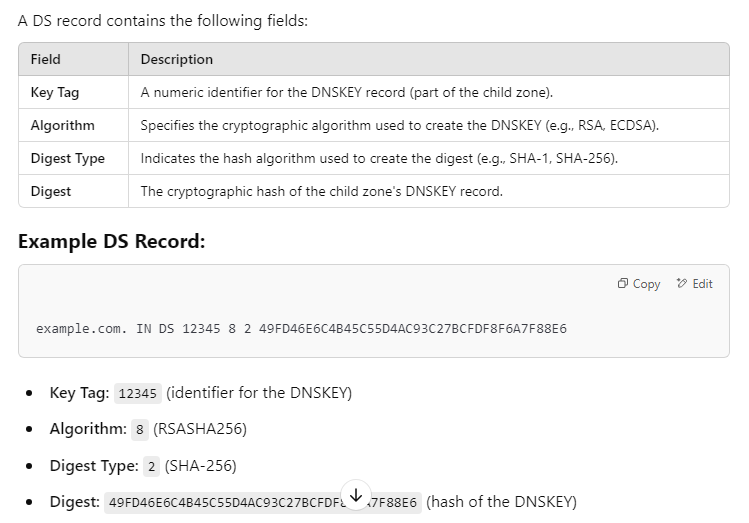 A DS record contains the following fields:
Field Description
Key Tag A numeric identifier for the DNSKEY record (part of the child zone).
Algorithm Specifies the cryptographic algorithm used to create the DNSKEY (e.g., RSA, ECDSA).
Digest Type Indicates the hash algorithm used to create the digest (e.g., SHA-1, SHA-256).
Digest The cryptographic hash of the child zone's DNSKEY record.
Example DS Record:
Copy Edit
example.com. IN DS 12345 8 2 49FD46E6C4B45C55D4AC93C27BCFDF8F6A7F88E6
Key Tag: 12345 (identifier for the DNSKEY)
Algorithm: 8 (RSASHA256)
Digest Type: 2 (SHA-256)
Digest: (hash of the DNSKEY)